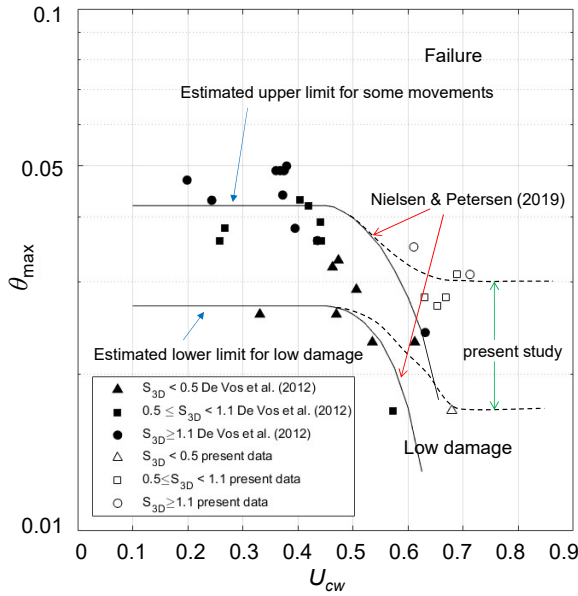 0.1
Failure
Estimated upper limit for some movements
0.05
Nielsen & Petersen (2019)
θmax
present study
Estimated lower limit for low damage
S3D < 0.5 De Vos et al. (2012)
0.5 ≤ S3D < 1.1 De Vos et al. (2012)
S3D≥1.1 De Vos et al. (2012)
S3D < 0.5 present data
0.5≤S3D < 1.1 present data
S3D≥1.1 present data
Low damage
0.01
0 0.1 0.2 0.3 0.4 0.5 0.6 0.7 0.8 0.9
Ucw